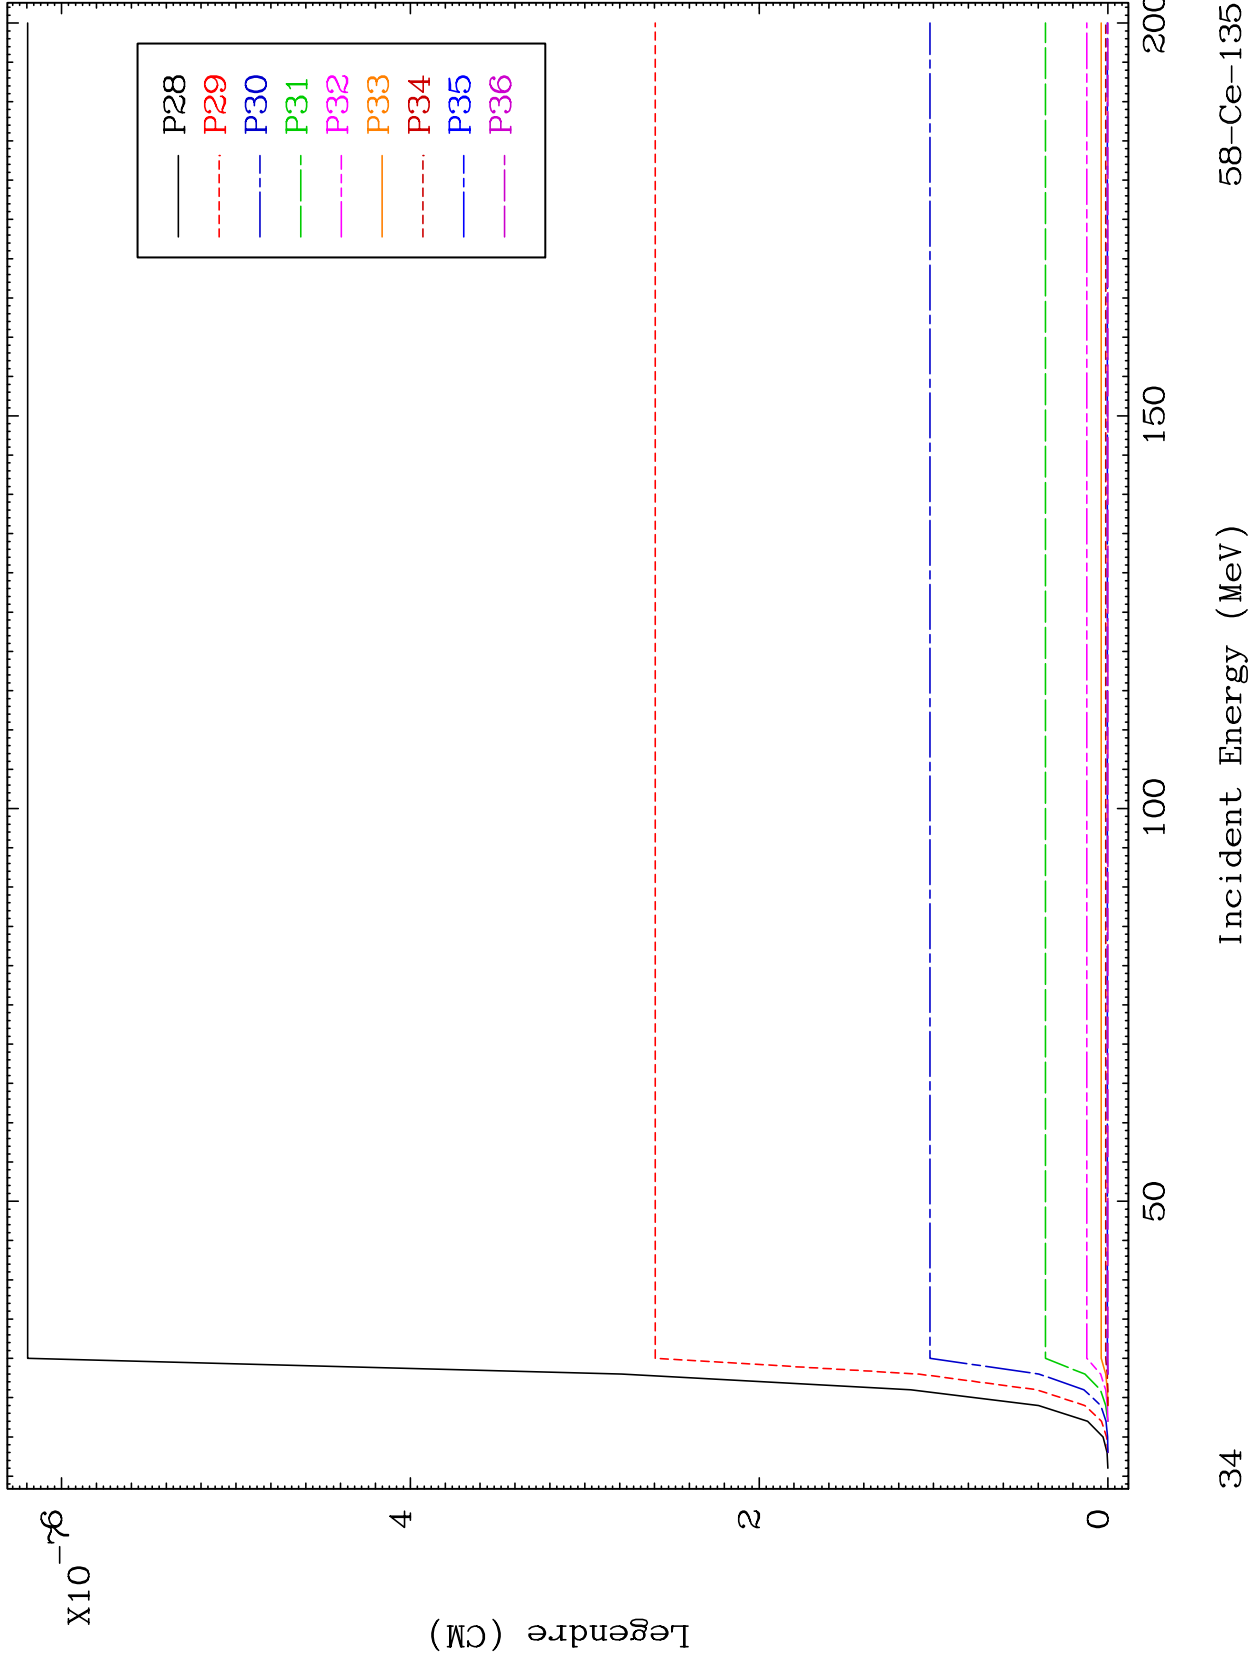 X10⁻⁷
6
4
2
0
Legendre (CM)
P28
P29
P30
P31
P32
P33
P34
P35
P36
50
100
150
200
34
Incident Energy (MeV)
58-Ce-135